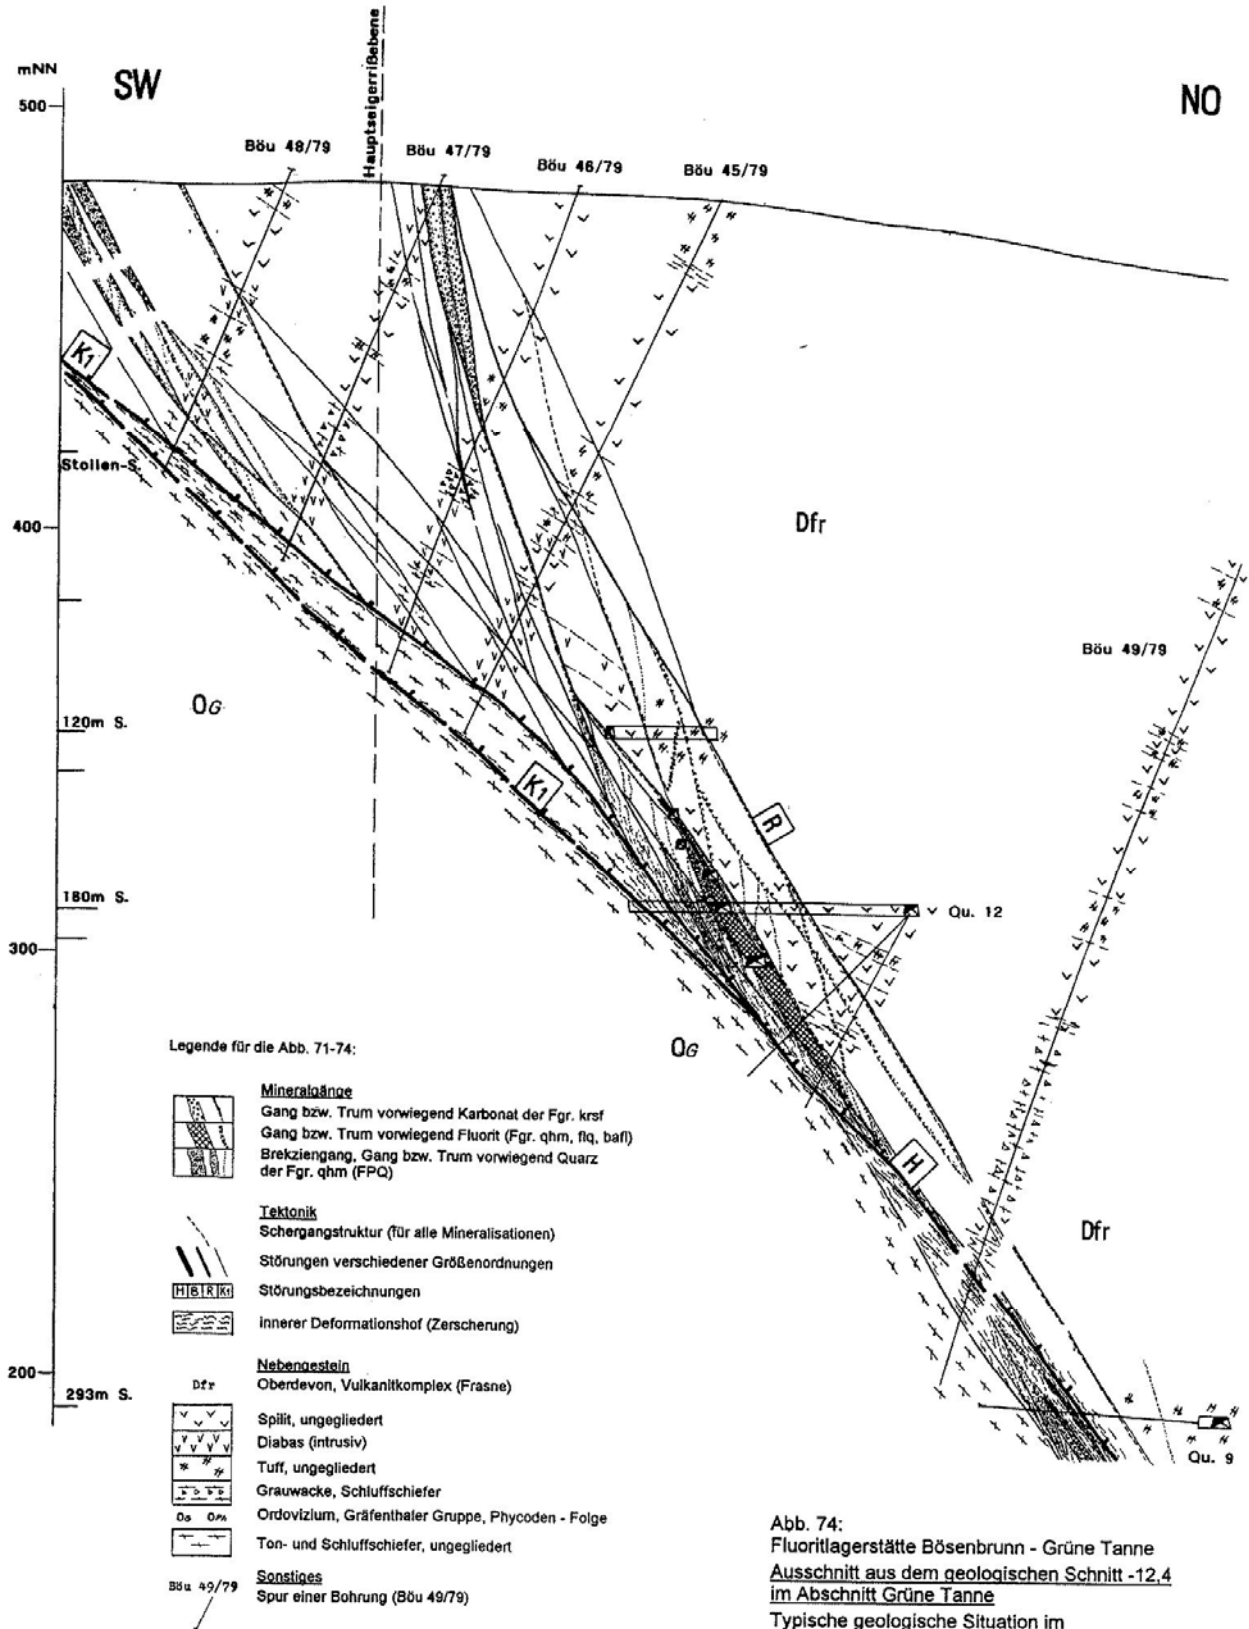 mNN
SW
NO
500
Hauptseigerrißebene
Böu 48/79
Böu 47/79
Böu 46/79
Böu 45/79
K1
Stollen-S.
400
Dfr
Böu 49/79
OG
120m S.
K1
R
180m S.
Qu. 12
300
OG
H
Dfr
200
293m S.
Qu. 9
Legende für die Abb. 71-74:
Mineralgänge
Gang bzw. Trum vorwiegend Karbonat der Fgr. krsf
Gang bzw. Trum vorwiegend Fluorit (Fgr. qhm, flq, bafl)
Brekziengang, Gang bzw. Trum vorwiegend Quarz
der Fgr. qhm (FPQ)
Tektonik
Schergangstruktur (für alle Mineralisationen)
Störungen verschiedener Größenordnungen
H B R K1 Störungsbezeichnungen
innerer Deformationshof (Zerscherung)
Nebengestein
Dfr Oberdevon, Vulkanitkomplex (Frasne)
Spilit, ungegliedert
Diabas (intrusiv)
Tuff, ungegliedert
Grauwacke, Schluffschiefer
OG OPh Ordovizium, Gräfenthaler Gruppe, Phycoden - Folge
Ton- und Schluffschiefer, ungegliedert
Sonstiges
Böu 49/79 Spur einer Bohrung (Böu 49/79)
Abb. 74:
Fluoritlagerstätte Bösenbrunn - Grüne Tanne
Ausschnitt aus dem geologischen Schnitt -12,4
im Abschnitt Grüne Tanne
Typische geologische Situation im